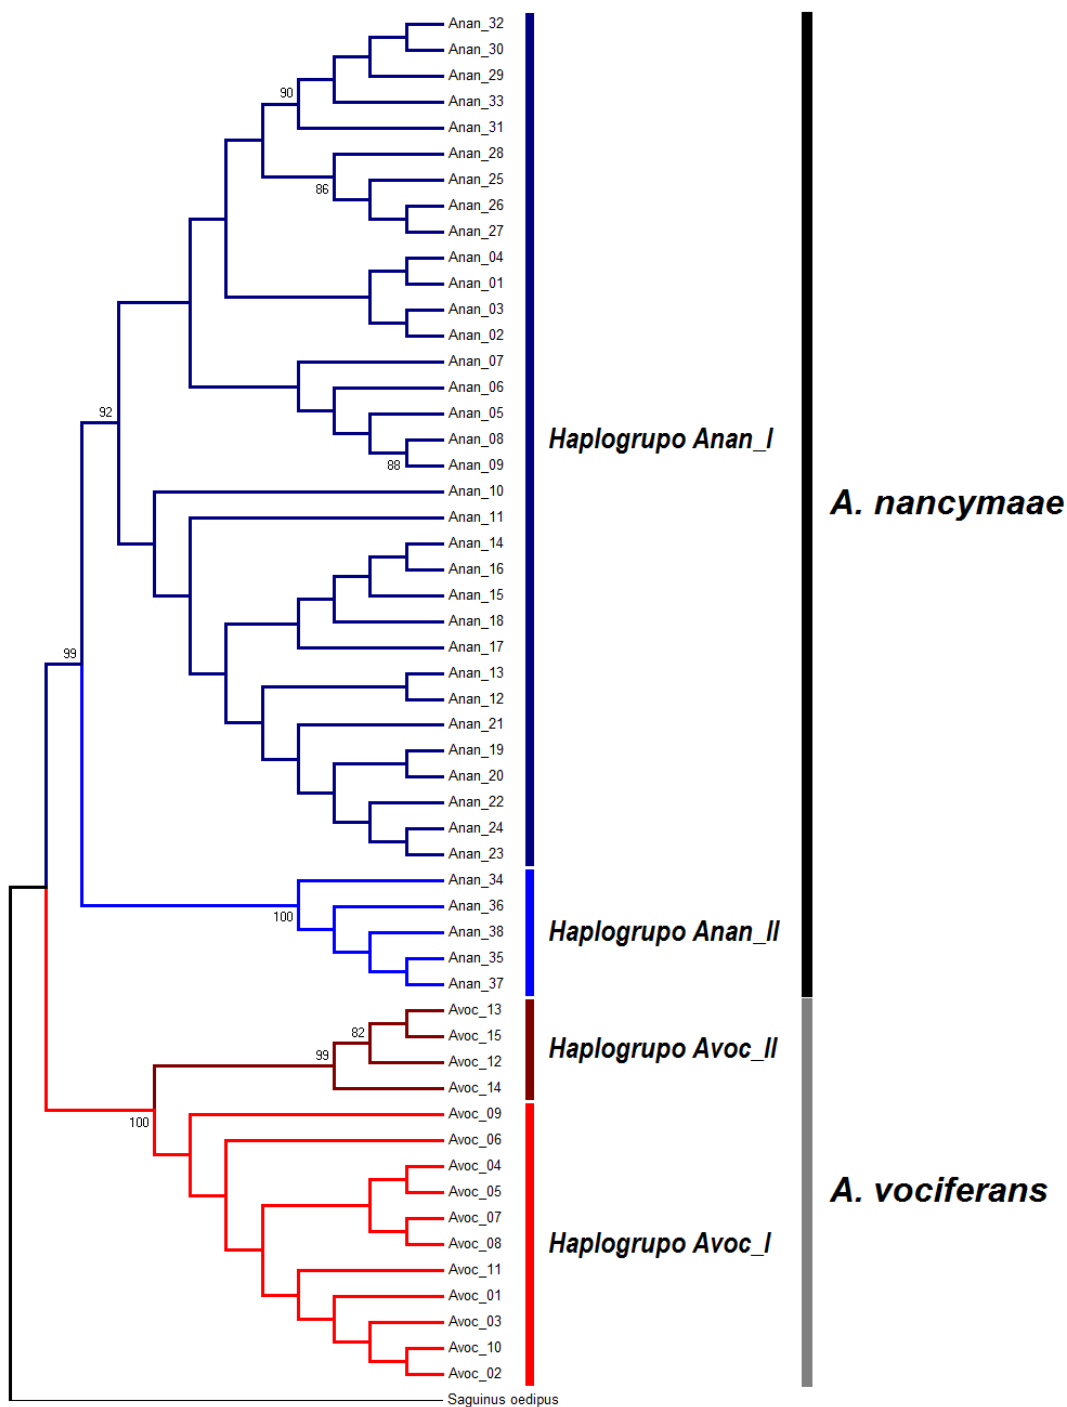 Anan_32
Anan_30
Anan_29
Anan_33
90
Anan_31
Anan_28
Anan_25
86
Anan_26
Anan_27
Anan_04
Anan_01
Anan_03
Anan_02
Anan_07
Anan_06
92
Anan_05
Anan_08
88
Anan_09
Haplogrupo Anan_I
Anan_10
A. nancymaae
Anan_11
Anan_14
Anan_16
Anan_15
Anan_18
Anan_17
99
Anan_13
Anan_12
Anan_21
Anan_19
Anan_20
Anan_22
Anan_24
Anan_23
Anan_34
100
Anan_36
Anan_38
Haplogrupo Anan_II
Anan_35
Anan_37
Avoc_13
82
Avoc_15
99
Avoc_12
Haplogrupo Avoc_II
Avoc_14
100
Avoc_09
Avoc_06
Avoc_04
Avoc_05
A. vociferans
Avoc_07
Avoc_08
Haplogrupo Avoc_I
Avoc_11
Avoc_01
Avoc_03
Avoc_10
Avoc_02
Saguinus oedipus